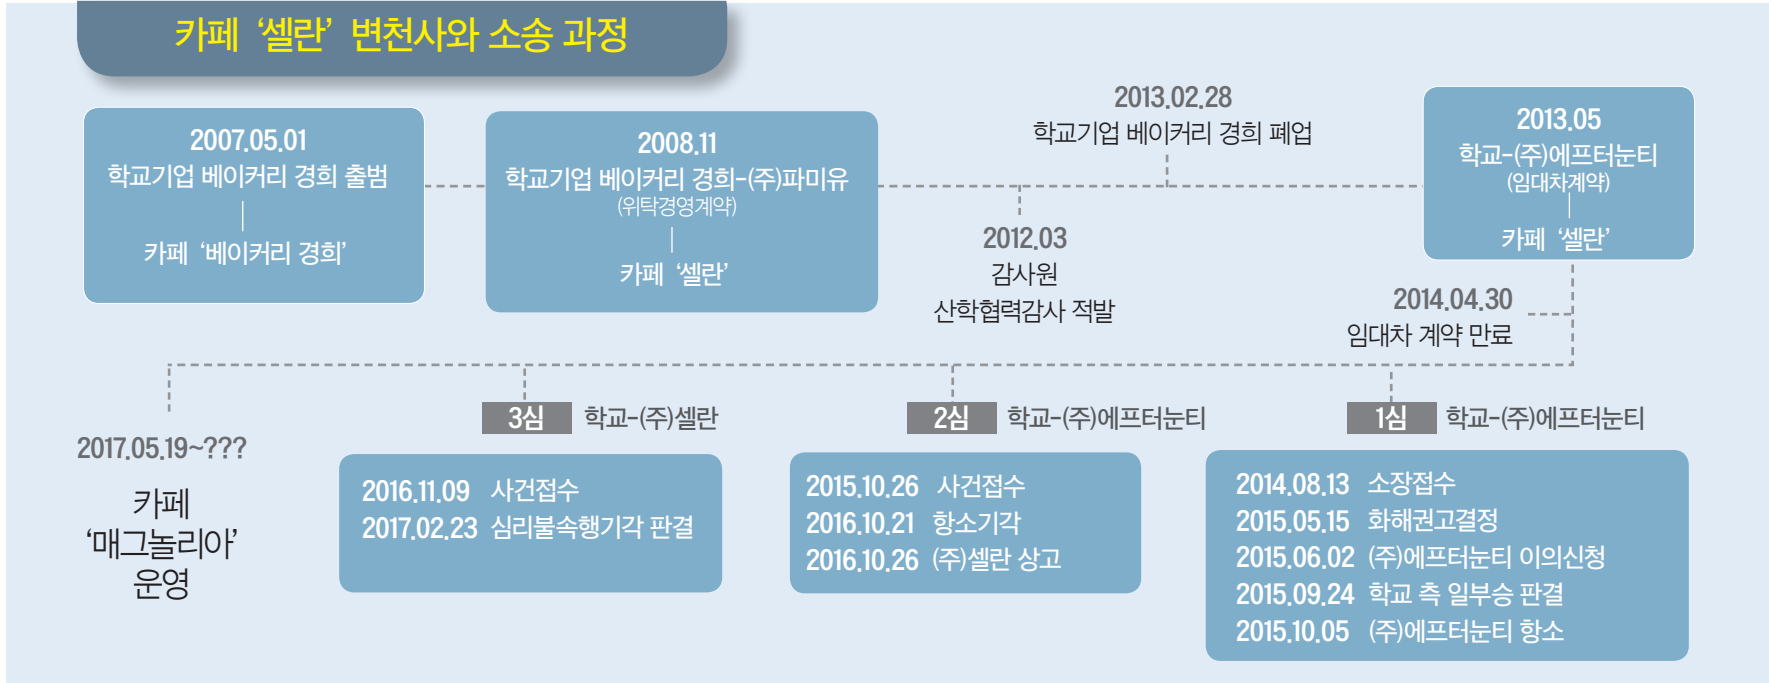 카페 ‘셀란’ 변천사와 소송 과정
2007.05.01
학교기업 베이커리 경희 출범
카페 ‘베이커리 경희’
2008.11
학교기업 베이커리 경희-(주)파미유
(위탁경영계약)
카페 ‘셀란’
2012.03
감사원
산학협력감사 적발
2013.02.28
학교기업 베이커리 경희 폐업
2013.05
학교-(주)에프터눈티
(임대차계약)
카페 ‘셀란’
2014.04.30
임대차 계약 만료
1심 학교-(주)에프터눈티
2014.08.13 소장접수
2015.05.15 화해권고결정
2015.06.02 (주)에프터눈티 이의신청
2015.09.24 학교 측 일부승 판결
2015.10.05 (주)에프터눈티 항소
2심 학교-(주)에프터눈티
2015.10.26 사건접수
2016.10.21 항소기각
2016.10.26 (주)셀란 상고
3심 학교-(주)셀란
2016.11.09 사건접수
2017.02.23 심리불속행기각 판결
2017.05.19~???
카페
‘매그놀리아’
운영